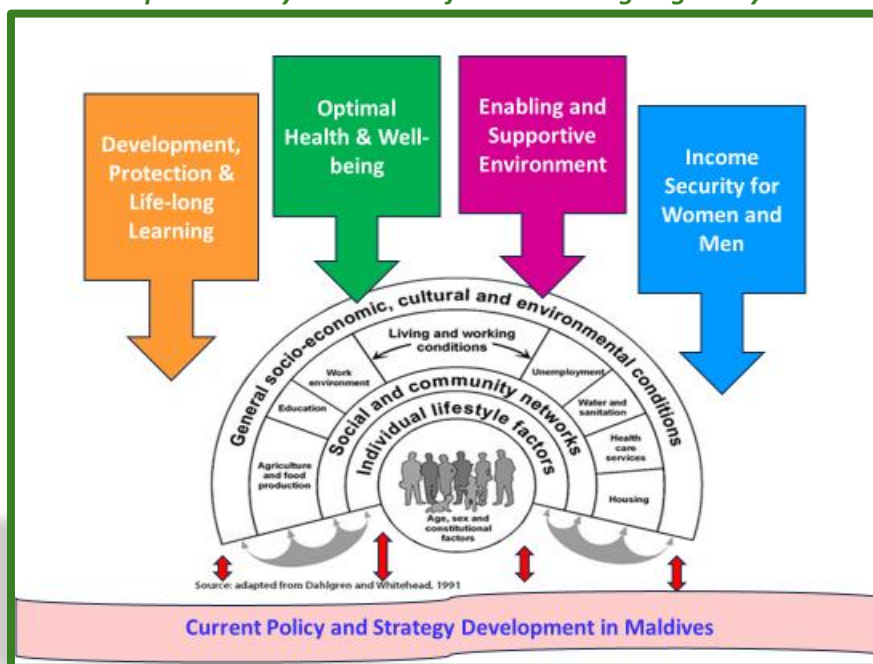 Development,
Protection &
Life-long
Learning
Optimal
Health & Well-
being
Enabling and
Supportive
Environment
Income
Security for
Women and
Men
General socio-economic, cultural and environmental conditions
Living and working
conditions
Work
environment
Education
Agriculture
and food
production
Unemployment
Water and
sanitation
Health
care
services
Housing
Social and community networks
Individual lifestyle factors
Age, sex and
constitutional
factors
Source: adapted from Dahlgren and Whitehead, 1991
Current Policy and Strategy Development in Maldives